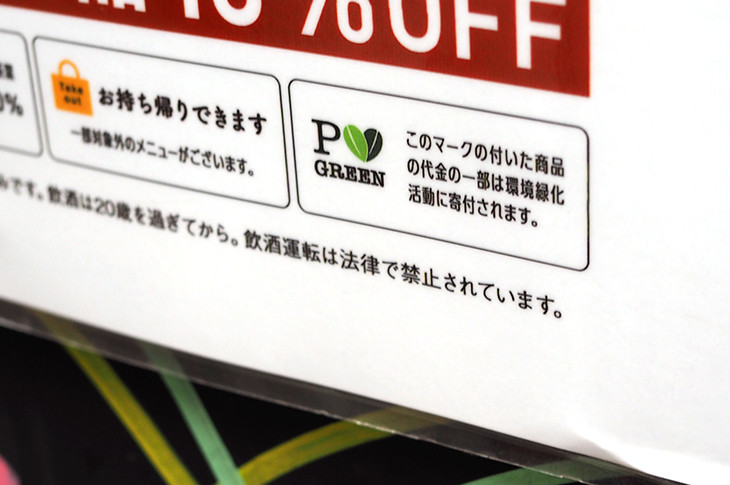 %OFF
Take
out
お持ち帰りできます
一部対象外のメニューがございます。
P
GREEN
このマークの付いた商品
の代金の一部は環境緑化
活動に寄付されます。
です。飲酒は20歳を過ぎてから。飲酒運転は法律で禁止されています。